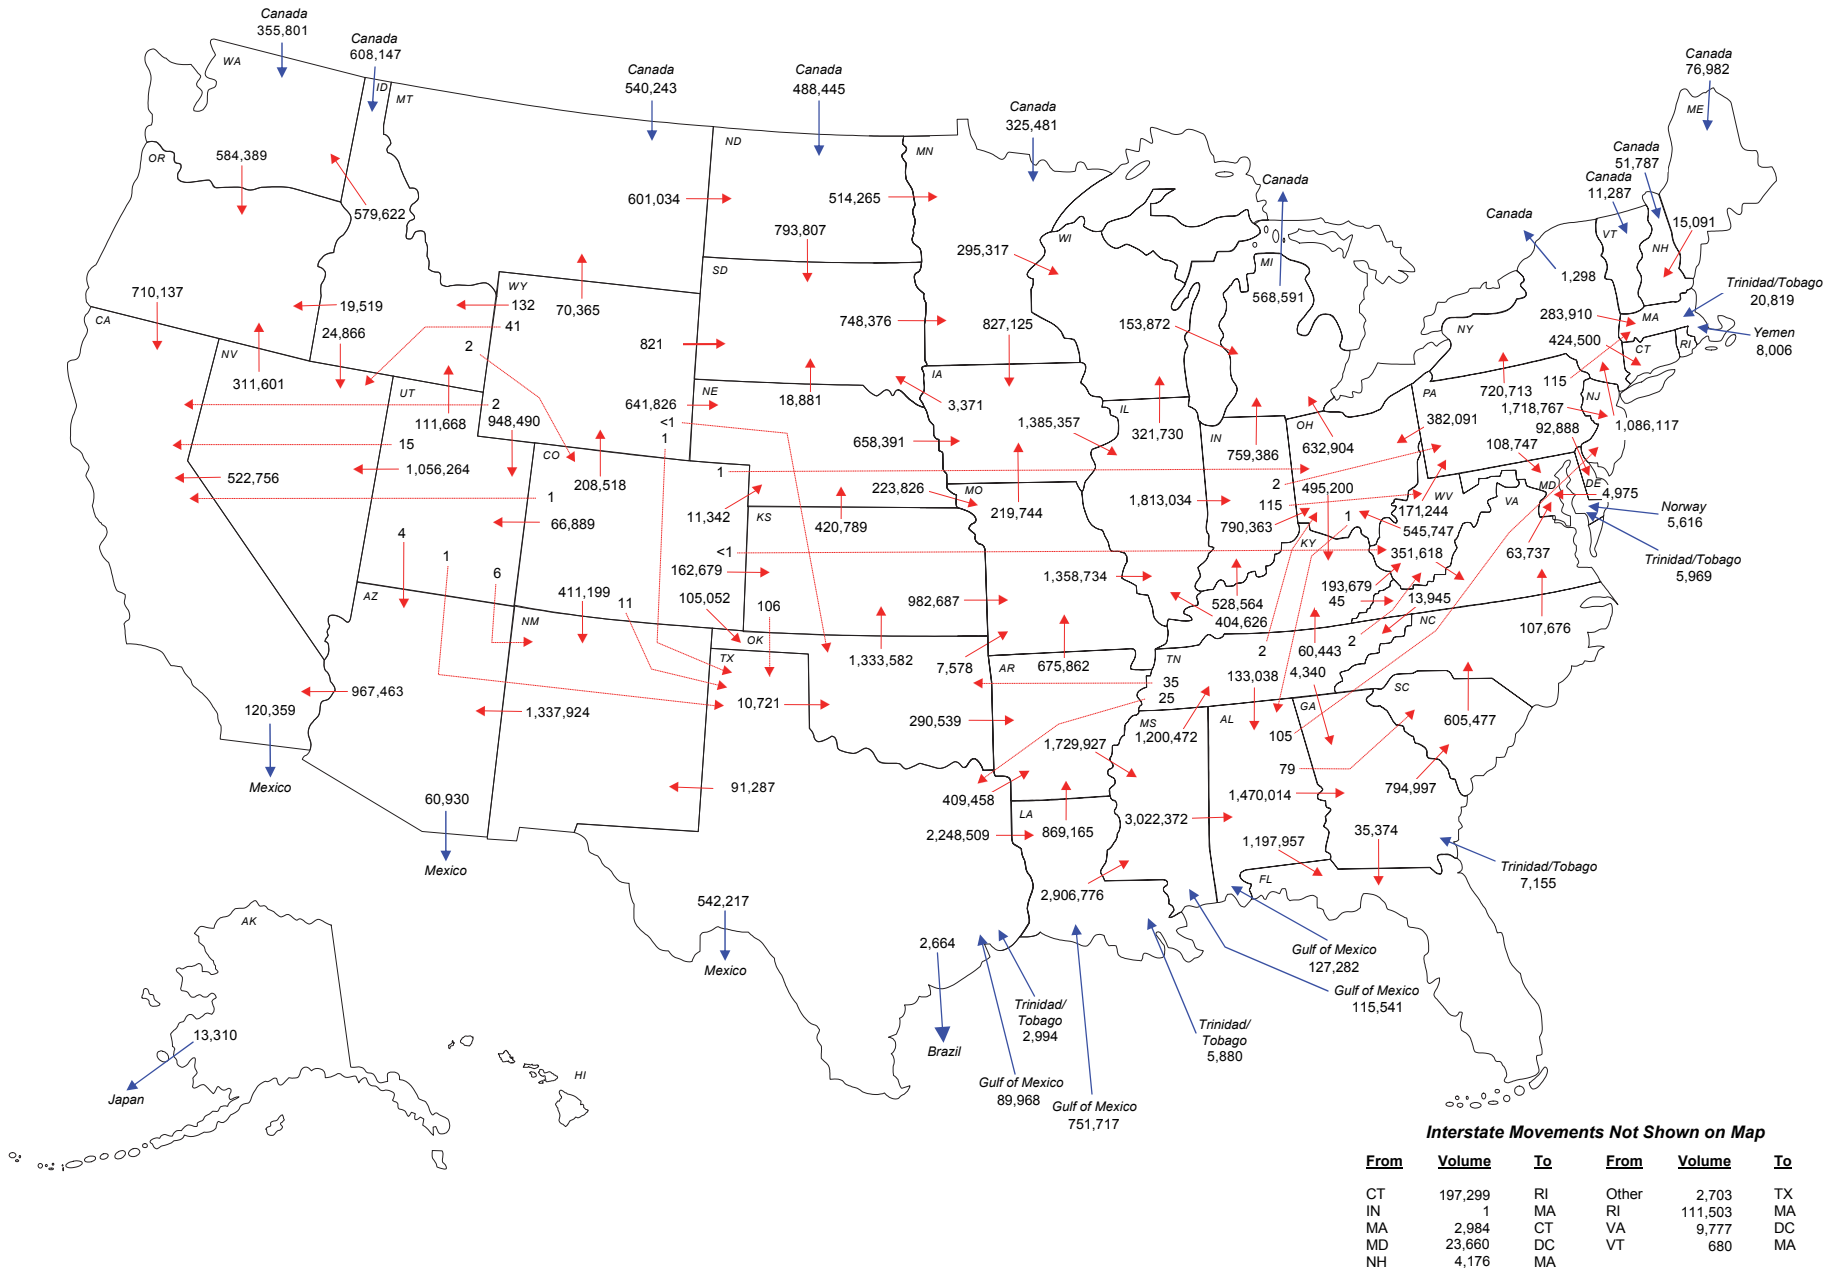 Canada
355,801
Canada
608,147
Canada
540,243
Canada
488,445
Canada
325,481
Canada
76,982
Canada
51,787
Canada
11,287
Canada
Canada
WA
ID
MT
ND
MN
ME
OR
584,389
579,622
601,034
514,265
793,807
295,317
WI
MI
568,591
1,298
VT
NH
15,091
Trinidad/Tobago
20,819
SD
WY
132
41
2
70,365
710,137
19,519
24,866
CA
NV
311,601
821
748,376
827,125
153,872
NY
283,910
MA
424,500
CT
RI
Yemen
8,006
UT
111,668
2
948,490
641,826
<1
1
NE
18,881
IA
3,371
658,391
1,385,357
IL
321,730
IN
759,386
OH
632,904
382,091
PA
720,713
115
1,718,767
NJ
92,888
1,086,117
108,747
15
1,056,264
522,756
CO
208,518
1
1
66,889
11,342
KS
420,789
223,826
MO
219,744
1,813,034
2
115
790,363
495,200
1
545,747
171,244
WV
VA
MD
DE
4,975
Norway
5,616
Trinidad/Tobago
5,969
63,737
4
1
6
<1
162,679
105,052
106
KY
351,618
193,679
45
13,945
1,358,734
982,687
528,564
404,626
AZ
NM
411,199
11
OK
TX
1,333,582
7,578
AR
675,862
TN
35
25
2
60,443
2
NC
107,676
133,038
4,340
967,463
120,359
Mexico
1,337,924
10,721
290,539
MS
1,200,472
AL
GA
105
79
SC
605,477
91,287
1,729,927
409,458
2,248,509
LA
869,165
3,022,372
1,470,014
794,997
1,197,957
35,374
FL
Trinidad/Tobago
7,155
60,930
Mexico
2,906,776
542,217
Mexico
2,664
Brazil
Trinidad/
Tobago
2,994
Gulf of Mexico
89,968
Gulf of Mexico
751,717
Trinidad/
Tobago
5,880
Gulf of Mexico
127,282
Gulf of Mexico
115,541
AK
13,310
Japan
HI
Interstate Movements Not Shown on Map
From Volume To From Volume To
CT 197,299 RI Other 2,703 TX
IN 1 MA RI 111,503 MA
MA 2,984 CT VA 9,777 DC
MD 23,660 DC VT 680 MA
NH 4,176 MA